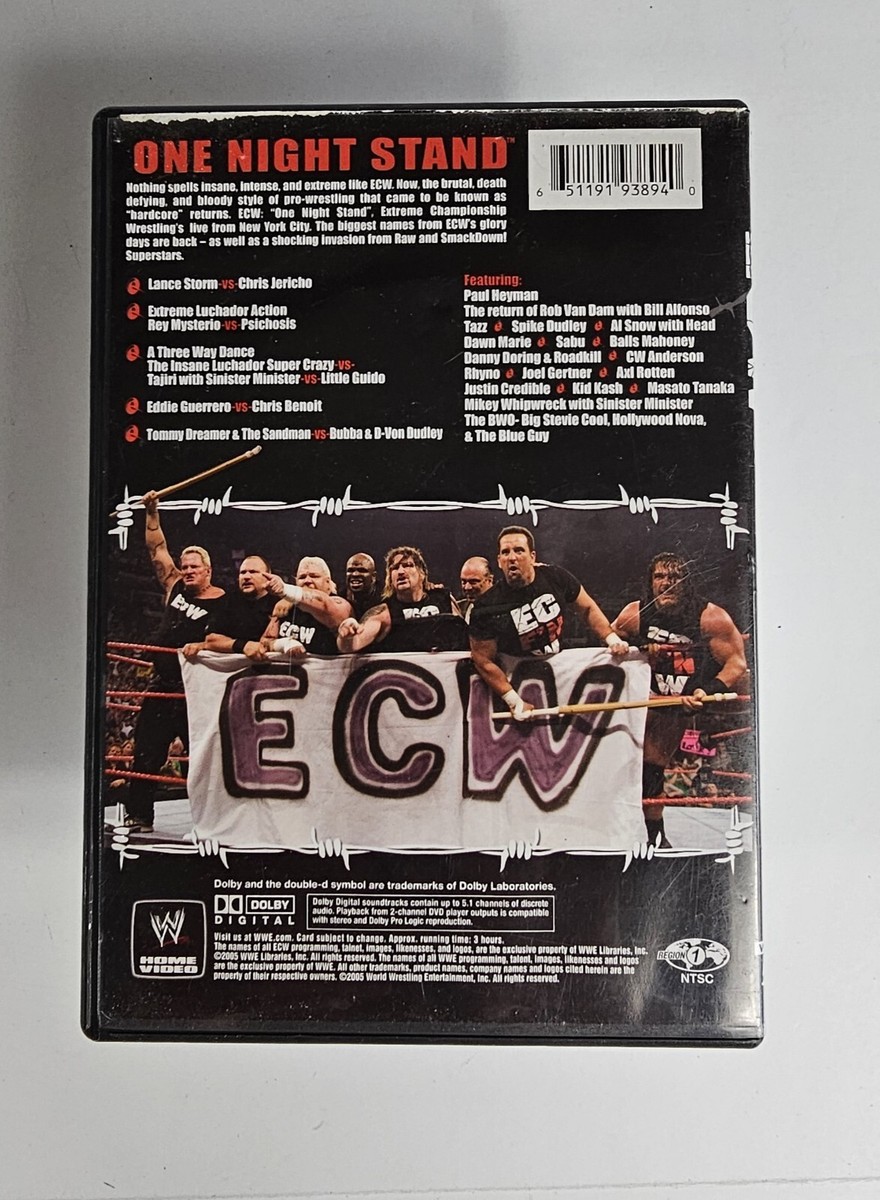 ONE NIGHT STAND™
Nothing spells insane, intense, and extreme like ECW. Now, the brutal, death
defying, and bloody style of pro-wrestling that came to be known as
"hardcore" returns. ECW: "One Night Stand", Extreme Championship
Wrestling's live from New York City. The biggest names from ECW's glory
days are back – as well as a shocking Invasion from Raw and SmackDown!
Superstars.
6 51191 93894 0
Lance Storm-vs-Chris Jericho
Extreme Luchador Action
Rey Mysterio-vs-Psichosis
A Three Way Dance
The Insane Luchador Super Crazy-vs-
Tajiri with Sinister Minister-vs-Little Guido
Eddie Guerrero-vs-Chris Benoit
Tommy Dreamer & The Sandman-vs-Bubba & D-Von Dudley
Featuring:
Paul Heyman
The return of Rob Van Dam with Bill Alfonso
Tazz Spike Dudley Al Snow with Head
Dawn Marie Sabu Balls Mahoney
Danny Doring & Roadkill CW Anderson
Rhyno Joel Gertner Axl Rotten
Justin Credible Kid Kash Masato Tanaka
Mikey Whipwreck with Sinister Minister
The BWO- Big Stevie Cool, Hollywood Nova,
& The Blue Guy
ECW
ECW
EC
EC
W
ECW
Dolby and the double-d symbol are trademarks of Dolby Laboratories.
DOLBY
DIGITAL
Dolby Digital soundtracks contain up to 5.1 channels of discrete
audio. Playback from 2-channel DVD player outputs is compatible
with stereo and Dolby Pro Logic reproduction.
W
HOME
VIDEO
Visit us at WWE.com. Card subject to change. Approx. running time: 3 hours.
The names of all ECW programming, talent, images, likenesses, and logos, are the exclusive property of WWE Libraries, Inc.
©2005 WWE Libraries, Inc. All rights reserved. The names of all WWE programming, talent, images, likenesses and logos
are the exclusive property of WWE. All other trademarks, product names, company names and logos cited herein are the
property of their respective owners. ©2005 World Wrestling Entertainment, Inc. All rights reserved.
REGION 1
NTSC